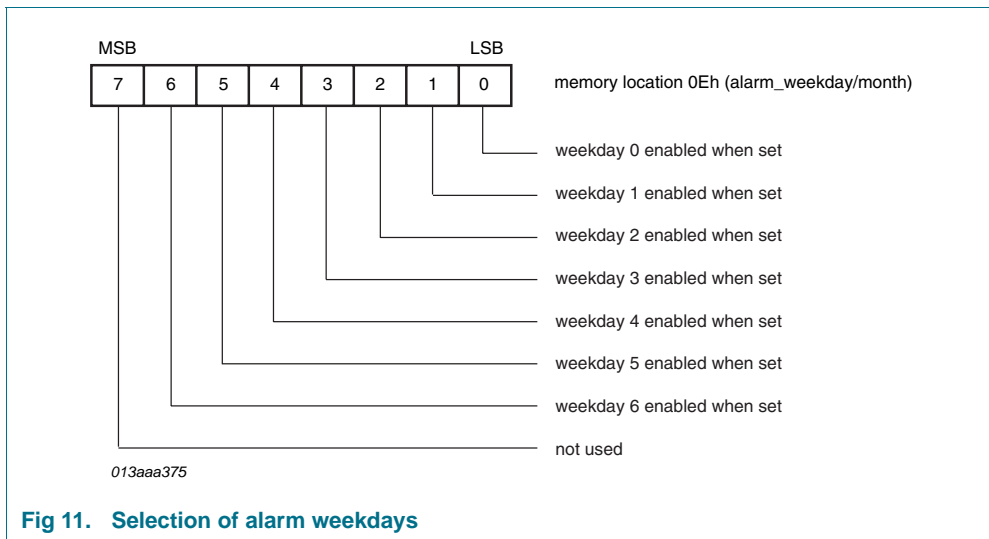 MSB LSB
7 6 5 4 3 2 1 0 memory location 0Eh (alarm_weekday/month)
weekday 0 enabled when set
weekday 1 enabled when set
weekday 2 enabled when set
weekday 3 enabled when set
weekday 4 enabled when set
weekday 5 enabled when set
weekday 6 enabled when set
not used
013aaa375
Fig 11. Selection of alarm weekdays